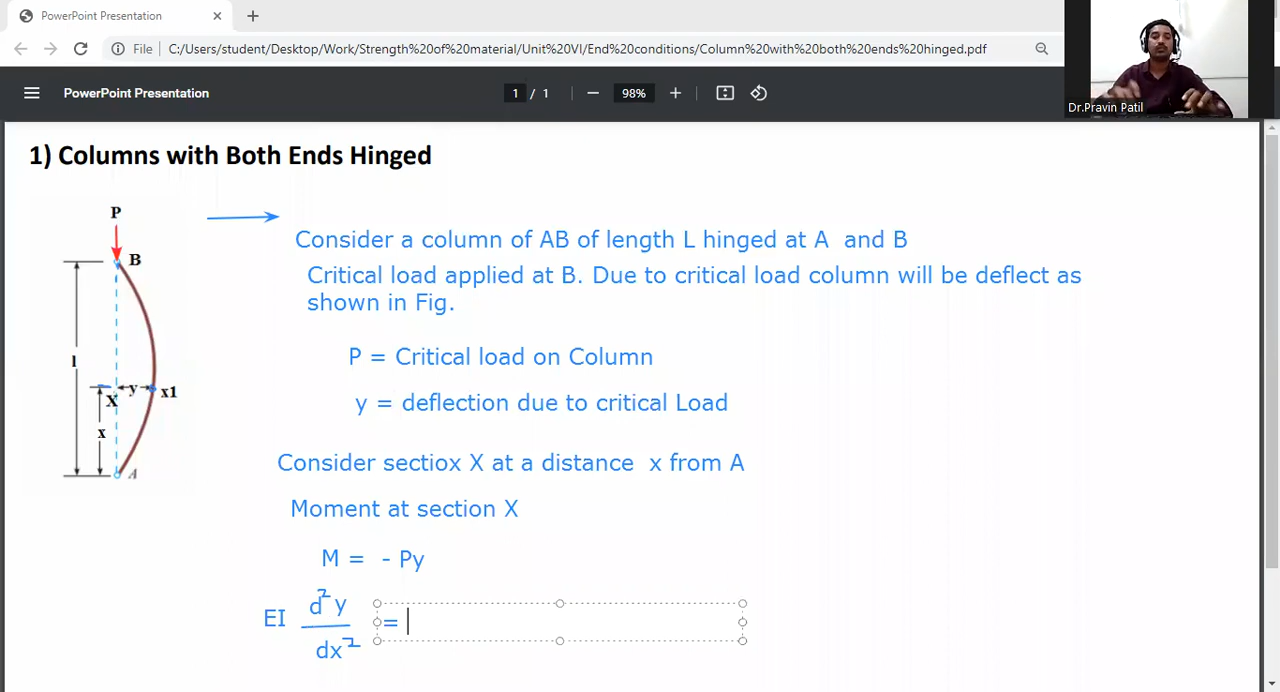 PowerPoint Presentation
File C:/Users/student/Desktop/Work/Strength%20of%20material/Unit%20VI/End%20conditions/Column%20with%20both%20ends%20hinged.pdf
Dr.Pravin Patil
PowerPoint Presentation
1 / 1
98%
1) Columns with Both Ends Hinged
P
B
l
y
x1
X
x
A
Consider a column of AB of length L hinged at A and B
Critical load applied at B. Due to critical load column will be deflect as
shown in Fig.
P = Critical load on Column
y = deflection due to critical Load
Consider sectiox X at a distance x from A
Moment at section X
M = - Py
EI d²y / dx² =